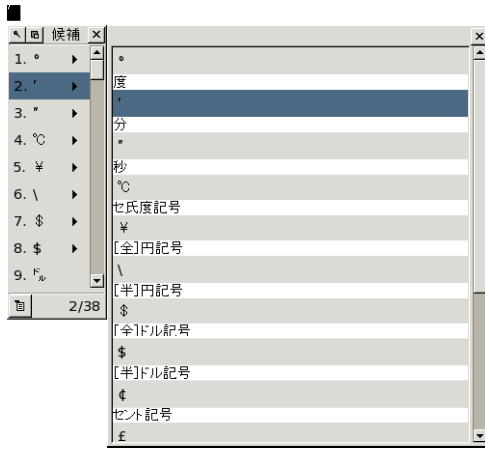 候補
1. °
2. ′
3. ″
4. ℃
5. ¥
6. \
7. $
8. $
9. ㌦
2/38
°
度
′
分
″
秒
℃
セ氏度記号
¥
[全]円記号
\
[半]円記号
$
[全]ドル記号
$
[半]ドル記号
¢
セント記号
£